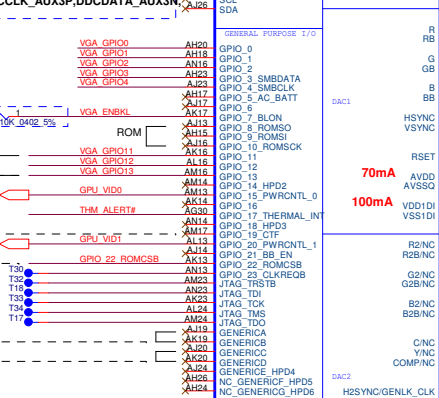 CCLK_AUX3P,DDCDATA_AUX3N,
AJ26 SDA
GENERAL PURPOSE I/O
VGA_GPIO0 AH20 GPIO_0
VGA_GPIO1 AH18 GPIO_1
VGA_GPIO2 AN16 GPIO_2
VGA_GPIO3 AH23 GPIO_3_SMBDATA
VGA_GPIO4 AJ23 GPIO_4_SMBCLK
AH17 GPIO_5_AC_BATT
AJ17 GPIO_6
1 VGA_ENBKL AK17 GPIO_7_BLON
10K_0402_5%
ROM
AJ13 GPIO_8_ROMSO
AH15 GPIO_9_ROMSI
AJ16 GPIO_10_ROMSCK
VGA_GPIO11 AK16 GPIO_11
VGA_GPIO12 AL16 GPIO_12
VGA_GPIO13 AM16 GPIO_13
AM14 GPIO_14_HPD2
GPU_VID0 AM13 GPIO_15_PWRCNTL_0
AK14 GPIO_16
THM_ALERT# AG30 GPIO_17_THERMAL_INT
AN14 GPIO_18_HPD3
AM17 GPIO_19_CTF
GPU_VID1 AL13 GPIO_20_PWRCNTL_1
AJ14 GPIO_21_BB_EN
GPIO_22_ROMCSB AK13 GPIO_22_ROMCSB
T30 AN13 GPIO_23_CLKREQB
T32 AM23 JTAG_TRSTB
T18 AN23 JTAG_TDI
T33 AK23 JTAG_TCK
T34 AL24 JTAG_TMS
T17 AM24 JTAG_TDO
AJ19 GENERICA
AK19 GENERICB
AJ20 GENERICC
AK20 GENERICD
AJ24 GENERICE_HPD4
AH26 NC_GENERICF_HPD5
AH24 NC_GENERICG_HPD6
DAC1
R
RB
G
GB
B
BB
HSYNC
VSYNC
RSET
70mA AVDD
AVSSQ
100mA VDD1DI
VSS1DI
R2/NC
R2B/NC
G2/NC
G2B/NC
B2/NC
B2B/NC
C/NC
Y/NC
COMP/NC
DAC2
H2SYNC/GENLK_CLK